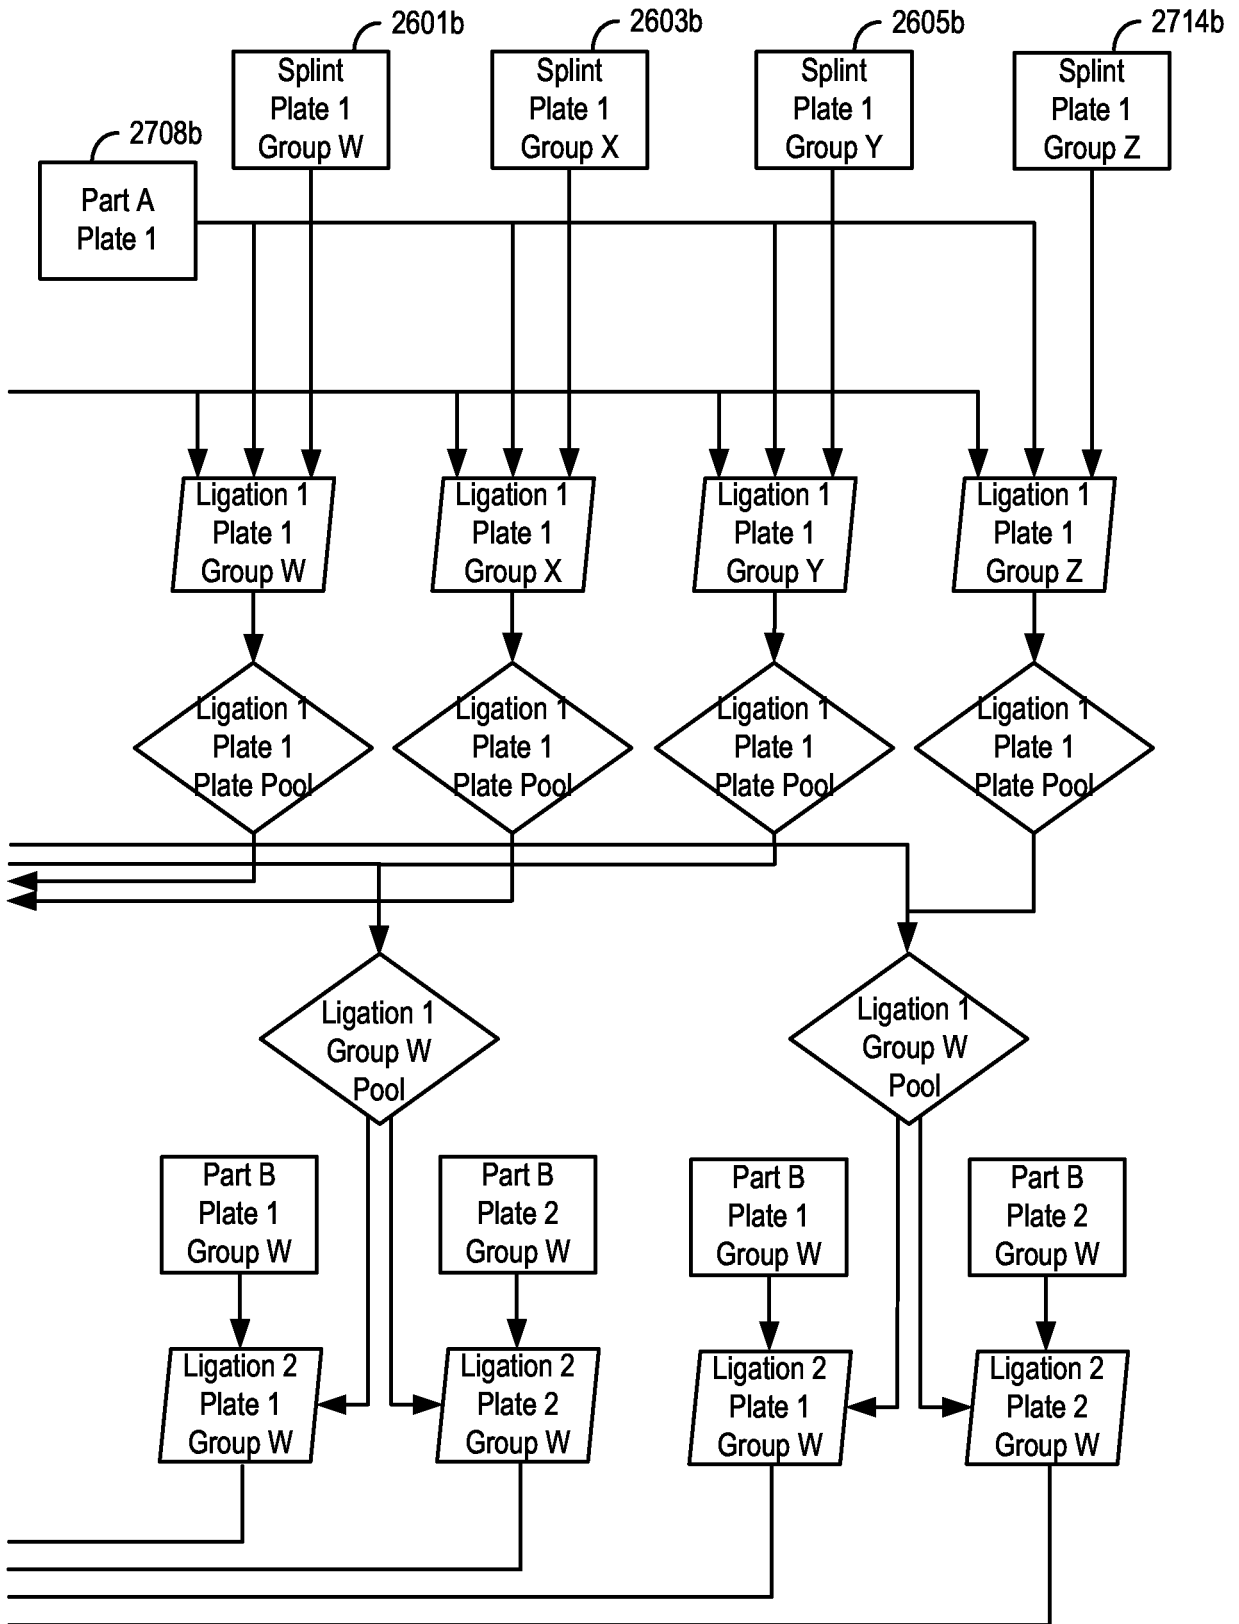 2601b
2603b
2605b
2714b
Splint
Plate 1
Group W
Splint
Plate 1
Group X
Splint
Plate 1
Group Y
Splint
Plate 1
Group Z
2708b
Part A
Plate 1
Ligation 1
Plate 1
Group W
Ligation 1
Plate 1
Group X
Ligation 1
Plate 1
Group Y
Ligation 1
Plate 1
Group Z
Ligation 1
Plate 1
Plate Pool
Ligation 1
Plate 1
Plate Pool
Ligation 1
Plate 1
Plate Pool
Ligation 1
Plate 1
Plate Pool
Ligation 1
Group W
Pool
Ligation 1
Group W
Pool
Part B
Plate 1
Group W
Part B
Plate 2
Group W
Part B
Plate 1
Group W
Part B
Plate 2
Group W
Ligation 2
Plate 1
Group W
Ligation 2
Plate 2
Group W
Ligation 2
Plate 1
Group W
Ligation 2
Plate 2
Group W